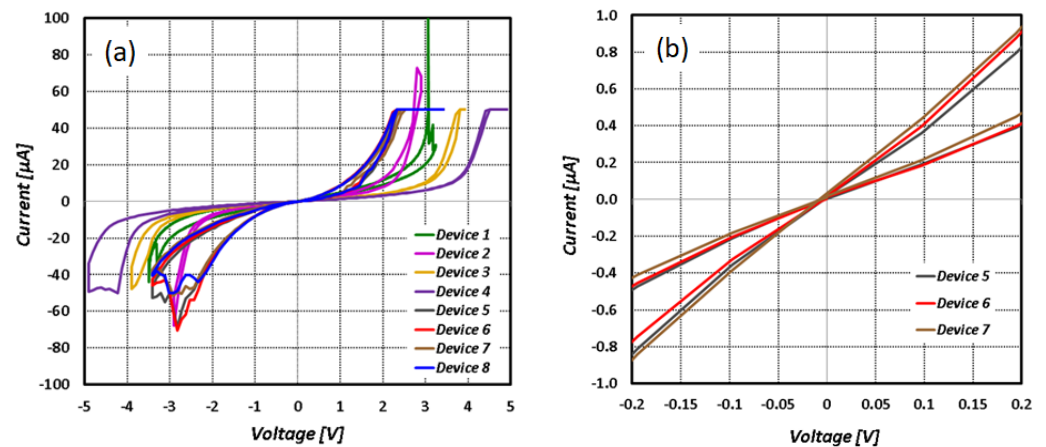 (a)
Current [µA]
100
80
60
40
20
0
-20
-40
-60
-80
-100
Device 1
Device 2
Device 3
Device 4
Device 5
Device 6
Device 7
Device 8
-5 -4 -3 -2 -1 0 1 2 3 4 5
Voltage [V]
(b)
Current [µA]
1.0
0.8
0.6
0.4
0.2
0.0
-0.2
-0.4
-0.6
-0.8
-1.0
Device 5
Device 6
Device 7
-0.2 -0.15 -0.1 -0.05 0 0.05 0.1 0.15 0.2
Voltage [V]